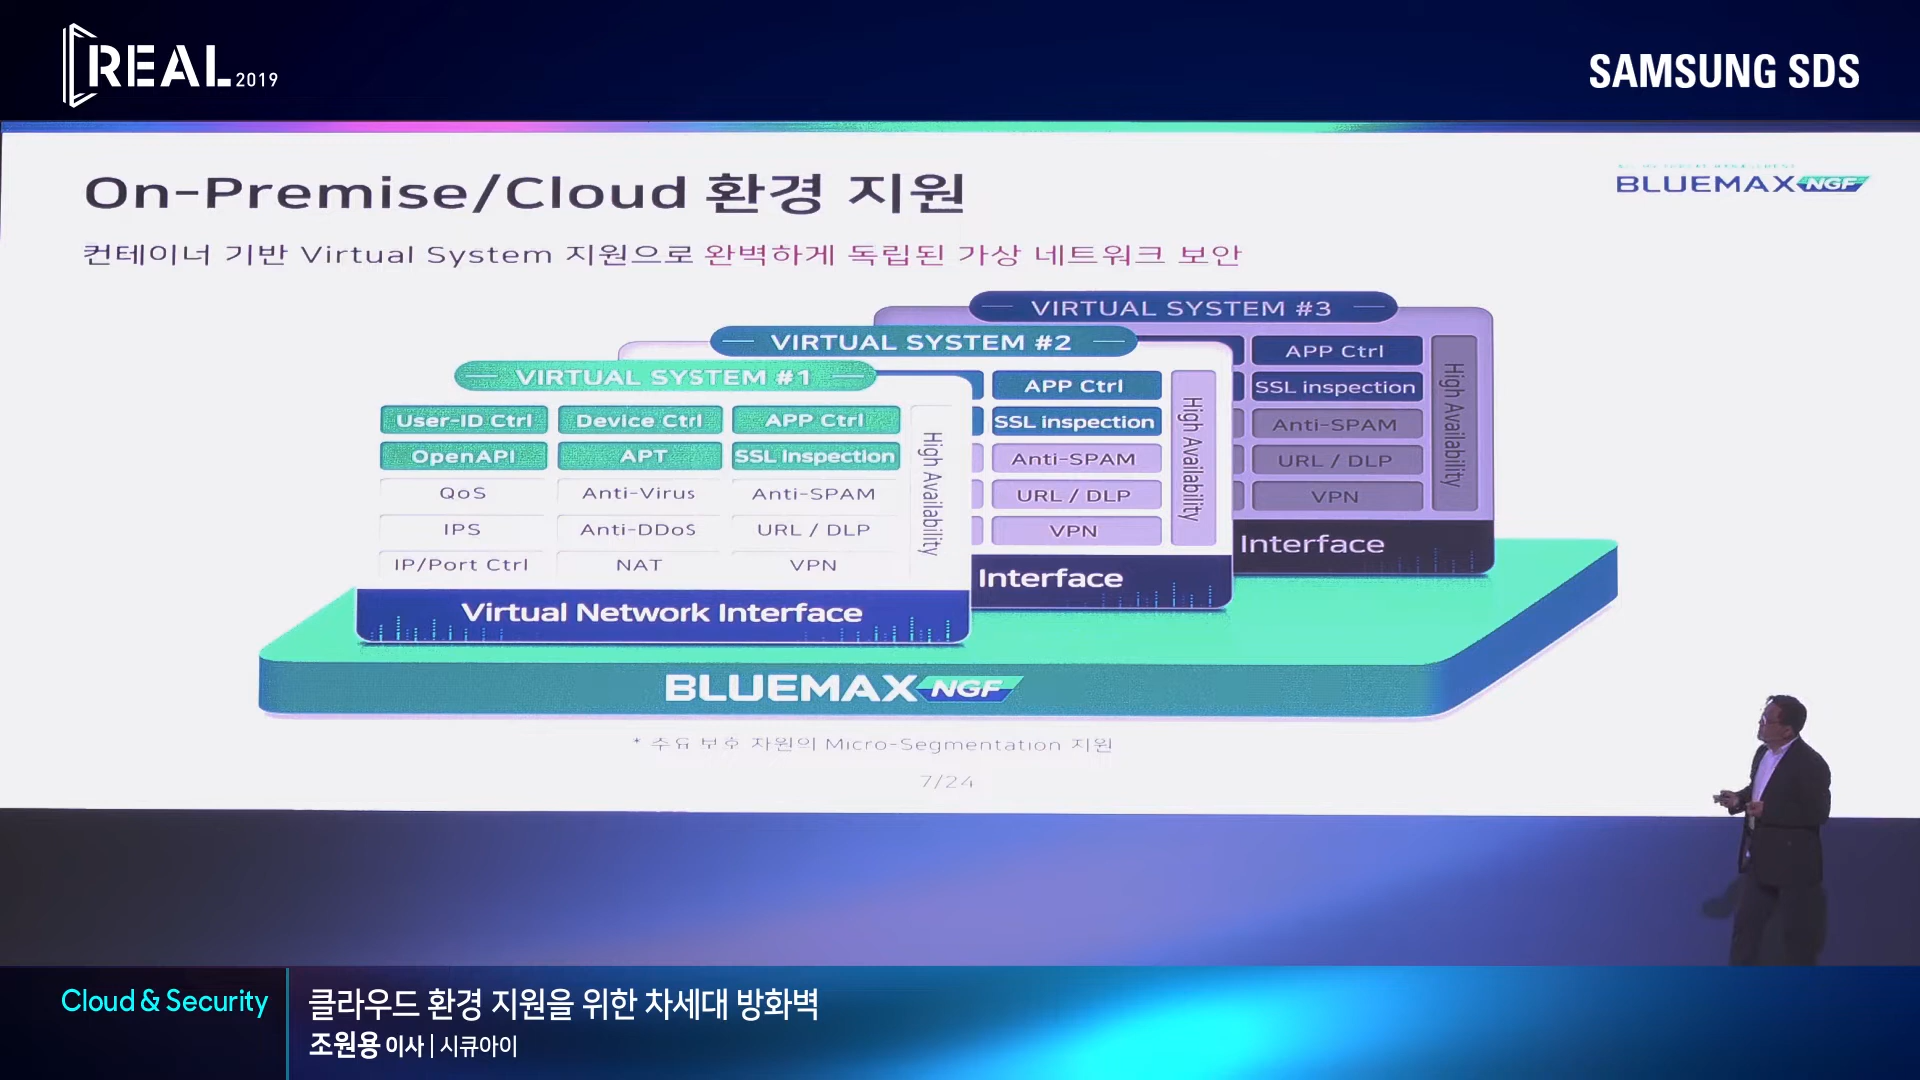 REAL 2019
SAMSUNG SDS
On-Premise/Cloud 환경 지원
BLUEMAX NGF
컨테이너 기반 Virtual System 지원으로 완벽하게 독립된 가상 네트워크 보안
VIRTUAL SYSTEM #3
APP Ctrl
SSL inspection
Anti-SPAM
URL / DLP
VPN
High Availability
Interface
VIRTUAL SYSTEM #2
APP Ctrl
SSL inspection
Anti-SPAM
URL / DLP
VPN
High Availability
Interface
VIRTUAL SYSTEM #1
User-ID Ctrl Device Ctrl APP Ctrl
OpenAPI APT SSL Inspection
QoS Anti-Virus Anti-SPAM
IPS Anti-DDoS URL / DLP
IP/Port Ctrl NAT VPN
High Availability
Virtual Network Interface
BLUEMAX NGF
* 주요 보호 자원의 Micro-Segmentation 지원
7/24
Cloud & Security
클라우드 환경 지원을 위한 차세대 방화벽
조원용 이사 | 시큐아이